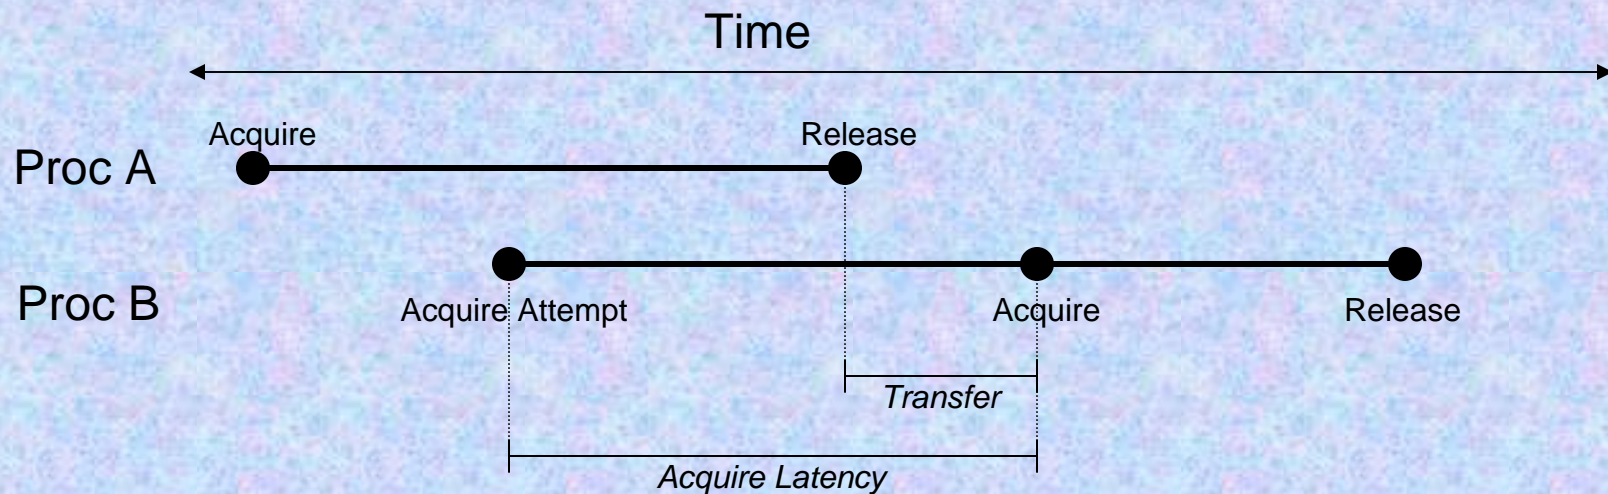 Time
Acquire Release
Proc A
Proc B
Acquire Attempt Acquire Release
Transfer
Acquire Latency